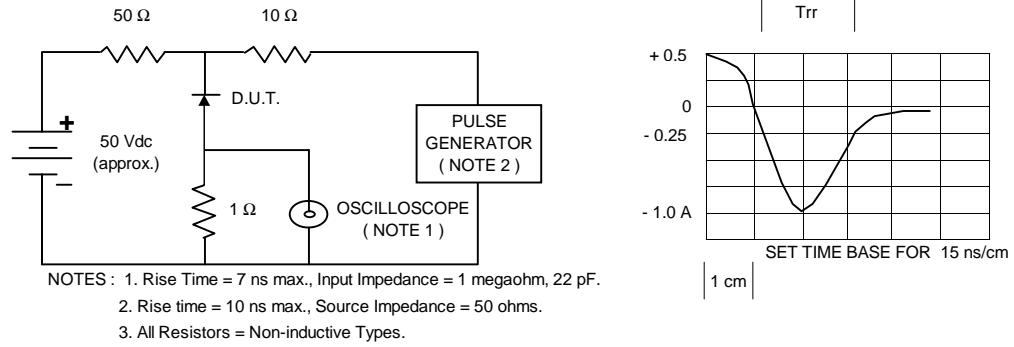 50 Ω
10 Ω
D.U.T.
+
50 Vdc
(approx.)
−
PULSE
GENERATOR
( NOTE 2 )
1 Ω
OSCILLOSCOPE
( NOTE 1 )
NOTES : 1. Rise Time = 7 ns max., Input Impedance = 1 megaohm, 22 pF.
2. Rise time = 10 ns max., Source Impedance = 50 ohms.
3. All Resistors = Non-inductive Types.
Trr
+ 0.5
0
- 0.25
- 1.0 A
SET TIME BASE FOR 15 ns/cm
1 cm